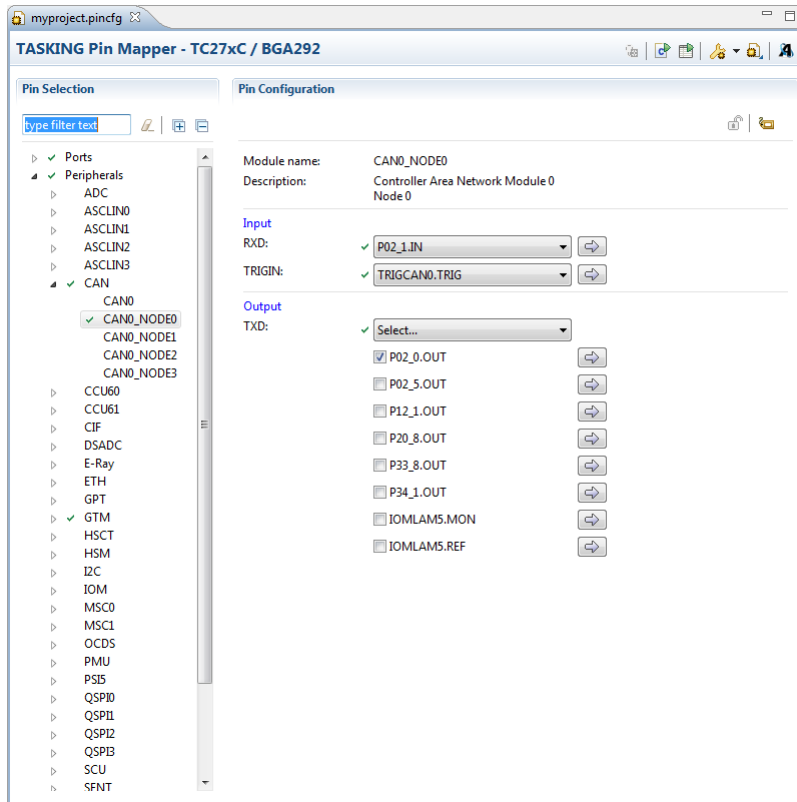 myproject.pincfg
TASKING Pin Mapper - TC27xC / BGA292
Pin Selection
type filter text
Ports
Peripherals
ADC
ASCLIN0
ASCLIN1
ASCLIN2
ASCLIN3
CAN
CAN0
CAN0_NODE0
CAN0_NODE1
CAN0_NODE2
CAN0_NODE3
CCU60
CCU61
CIF
DSADC
E-Ray
ETH
GPT
GTM
HSCT
HSM
I2C
IOM
MSC0
MSC1
OCDS
PMU
PSI5
QSPI0
QSPI1
QSPI2
QSPI3
SCU
SENT
Pin Configuration
Module name: CAN0_NODE0
Description: Controller Area Network Module 0
Node 0
Input
RXD: P02_1.IN
TRIGIN: TRIGCAN0.TRIG
Output
TXD: Select...
P02_0.OUT
P02_5.OUT
P12_1.OUT
P20_8.OUT
P33_8.OUT
P34_1.OUT
IOMLAM5.MON
IOMLAM5.REF